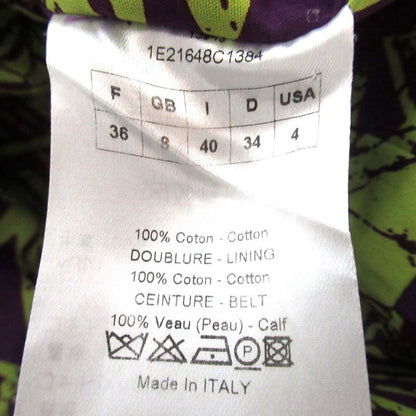 1E21648C1384
F GB I D USA
36 8 40 34 4
100% Coton - Cotton
DOUBLURE - LINING
100% Coton - Cotton
CEINTURE - BELT
100% Veau (Peau) - Calf
P
Made In ITALY